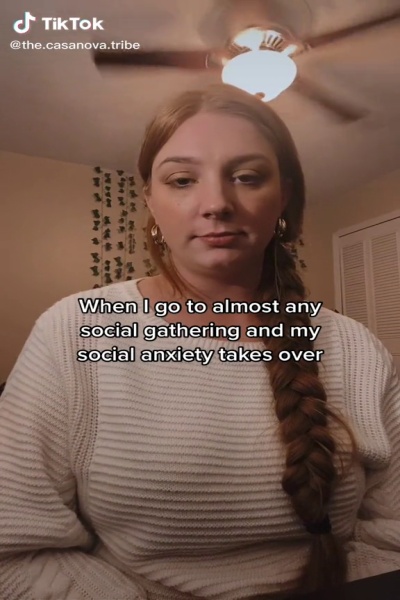 TikTok
@the.casanova.tribe
When I go to almost any
social gathering and my
social anxiety takes over